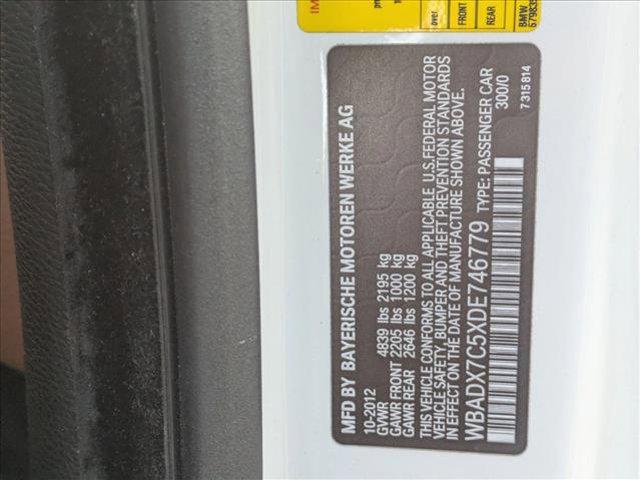 MFD BY BAYERISCHE MOTOREN WERKE AG
10-2012
GVWR 4839 lbs 2195 kg
GAWR FRONT 2205 lbs 1000 kg
GAWR REAR 2646 lbs 1200 kg
THIS VEHICLE CONFORMS TO ALL APPLICABLE U.S.FEDERAL MOTOR
VEHICLE SAFETY, BUMPER AND THEFT PREVENTION STANDARDS
IN EFFECT ON THE DATE OF MANUFACTURE SHOWN ABOVE.
WBADX7C5XDE746779 TYPE: PASSENGER CAR
300/0
7315814
over
FRONT
REAR
BMW